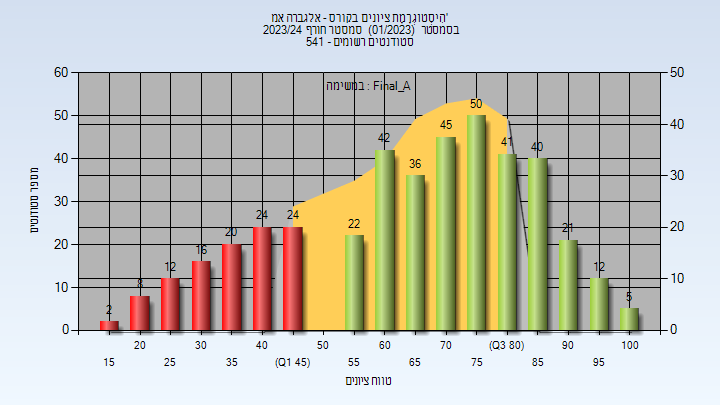 היסטוגרמת ציונים בקורס - אלגברה אמ'
בסמסטר (01/2023) סמסטר חורף 2023/24
סטודנטים רשומים - 541
במשימה : Final_A
מספר סטודנטים
60 50 40 30 20 10 0
50 40 30 20 10 0
2 8 12 16 20 24 24 22 42 36 45 50 41 40 21 12 5
20 30 40 50 60 70 (Q3 80) 90 100
15 25 35 (Q1 45) 55 65 75 85 95
טווח ציונים